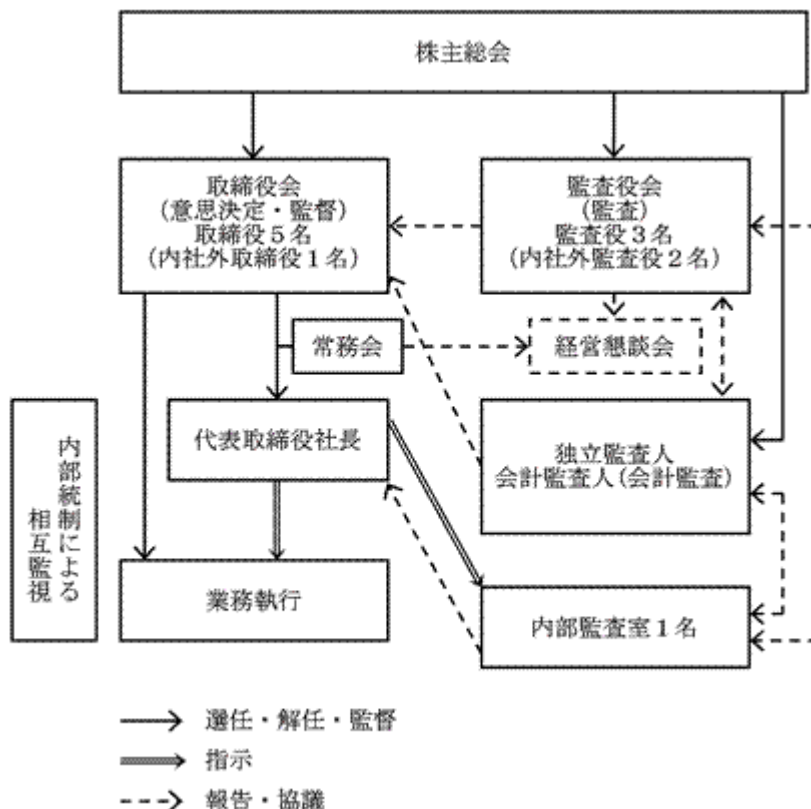 株主総会
取締役会
(意思決定・監督)
取締役5名
(内社外取締役1名)
監査役会
(監査)
監査役3名
(内社外監査役2名)
常務会
経営懇談会
代表取締役社長
独立監査人
会計監査人(会計監査)
内部統制による
相互監視
業務執行
内部監査室1名
選任・解任・監督
指示
報告・協議